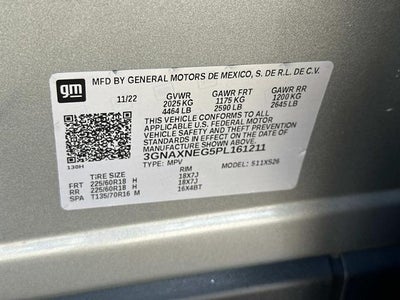 gm
MFD BY GENERAL MOTORS DE MEXICO, S. DE R.L. DE C.V.
11/22 GVWR GAWR FRT GAWR RR
2025 KG 1175 KG 1200 KG
4464 LB 2590 LB 2645 LB
THIS VEHICLE CONFORMS TO ALL
APPLICABLE U.S. FEDERAL MOTOR
VEHICLE SAFETY AND THEFT PREVENTION
STANDARDS IN EFFECT ON THE DATE OF
MANUFACTURE SHOWN ABOVE.
3GNAXNEG5PL161211
130H TYPE: MPV MODEL: 511XS26
TIRE SIZE RIM
FRT 225/60R18 H 18X7J
RR 225/60R18 H 18X7J
SPA T135/70R16 M 16X4BT